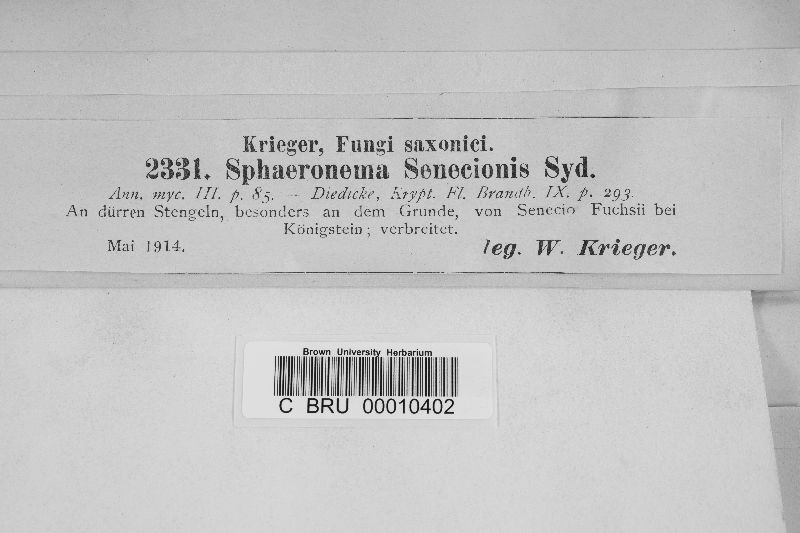 Krieger, Fungi saxonici.
2331. Sphaeronema Senecionis Syd.
Ann. myc. III. p. 85. — Diedicke, Krypt. Fl. Brandb. IX. p. 293.
An dürren Stengeln, besonders an dem Grunde, von Senecio Fuchsii bei
Königstein; verbreitet.
Mai 1914. leg. W. Krieger.
Brown University Herbarium
C BRU 00010402